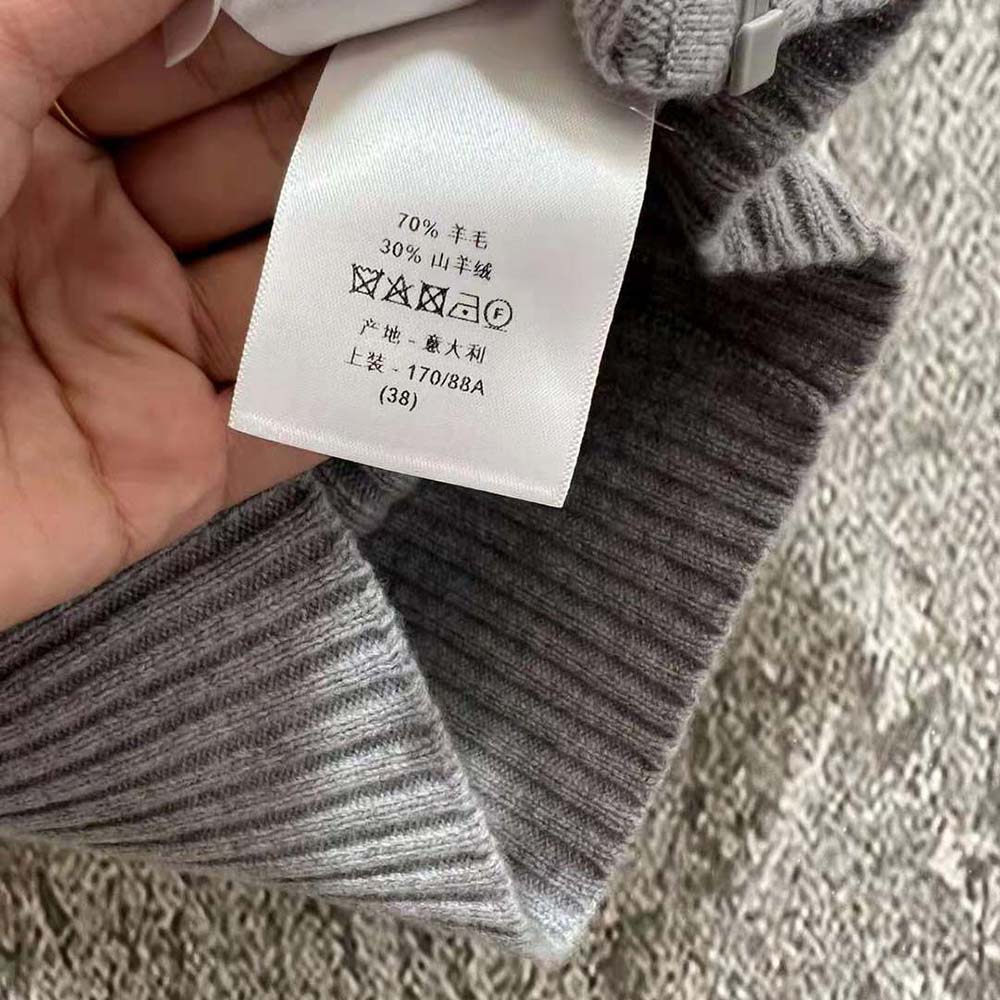 70% 羊毛
30% 山羊绒
F
产地 - 意大利
上装 - 170/88A
(38)